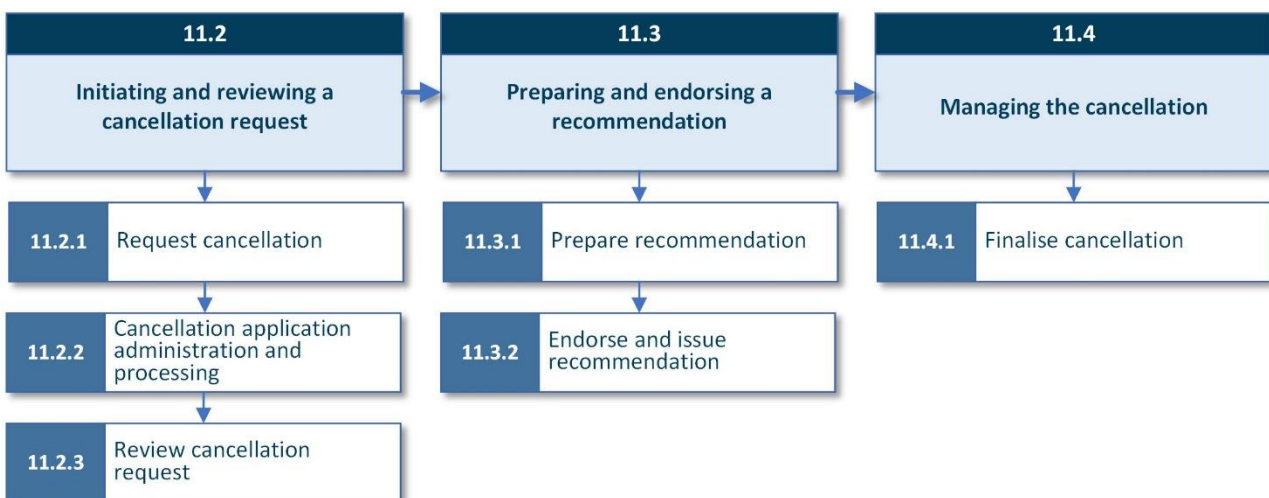 11.2
Initiating and reviewing a
cancellation request
11.2.1
Request cancellation
11.2.2
Cancellation application
administration and
processing
11.2.3
Review cancellation
request
11.3
Preparing and endorsing a
recommendation
11.3.1
Prepare recommendation
11.3.2
Endorse and issue
recommendation
11.4
Managing the cancellation
11.4.1
Finalise cancellation